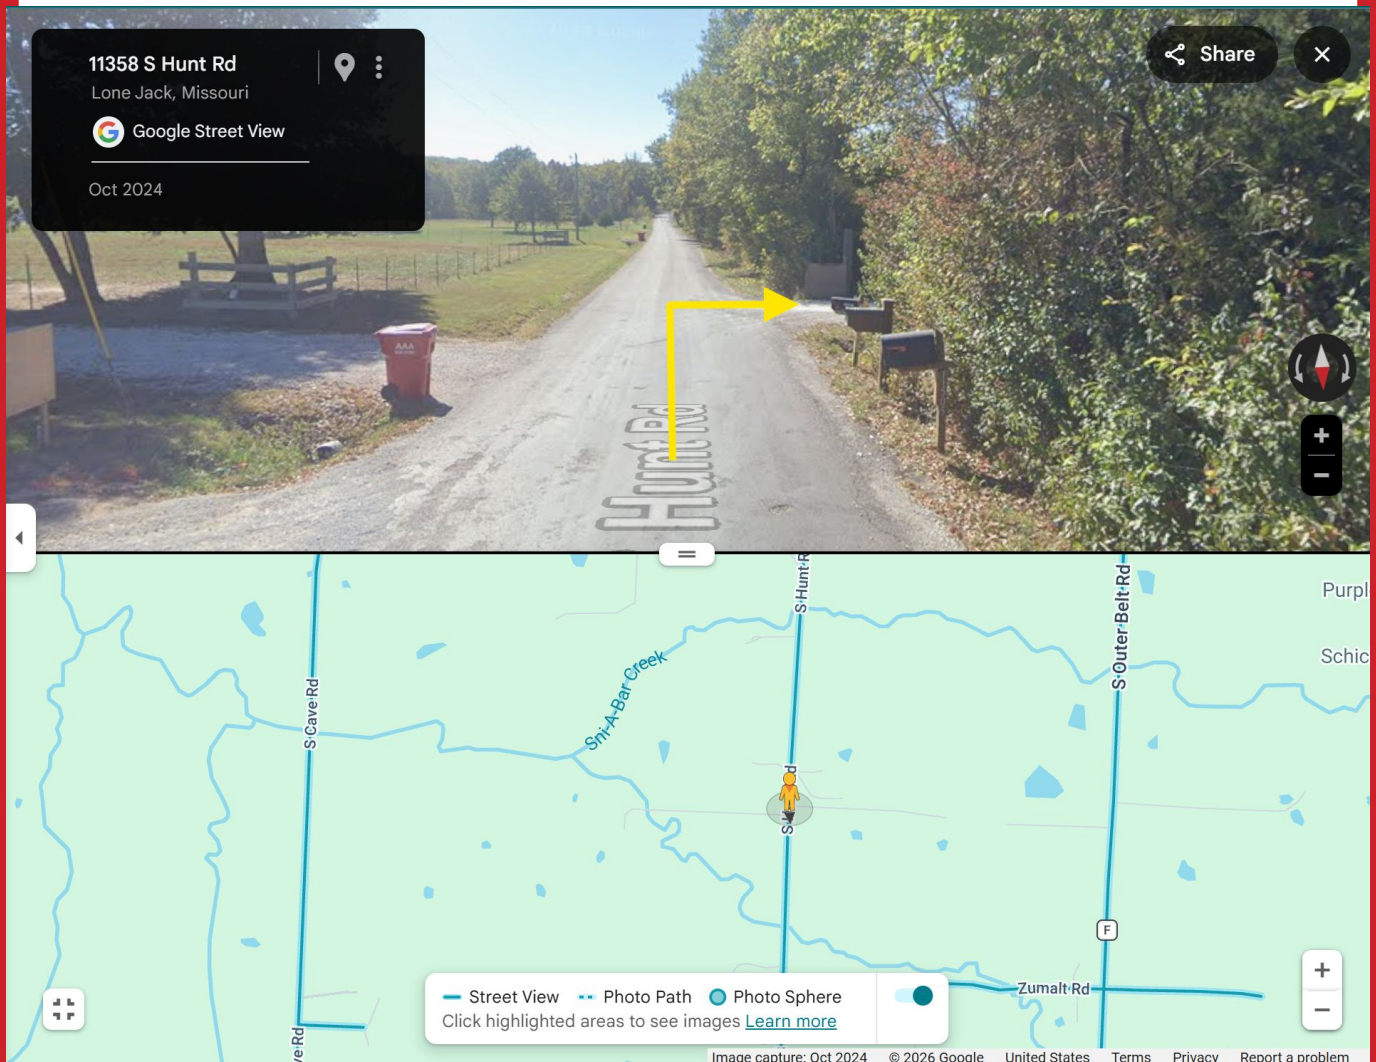 11358 S Hunt Rd
Lone Jack, Missouri
Google Street View
Oct 2024
Share
AAA
Hunt Rd
S Hunt R
S Outer Belt Rd
Purpl
Schic
Sni-A-Bar Creek
S Cave Rd
F
Zumalt Rd
ve Rd
Street View
Photo Path
Photo Sphere
Click highlighted areas to see images Learn more
Image capture: Oct 2024 © 2026 Google United States Terms Privacy Report a problem